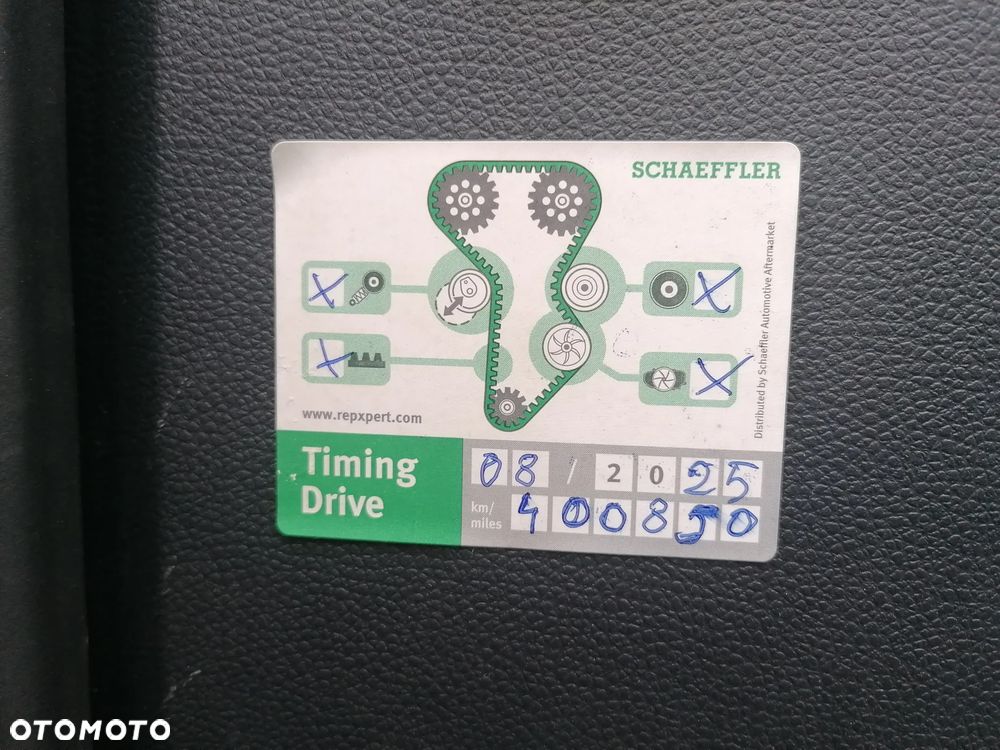 SCHAEFFLER
X
X
X
X
Distributed by Schaeffler Automotive Aftermarket
www.repxpert.com
Timing
Drive
08 / 2025
km/
miles
400850
OTOMOTO